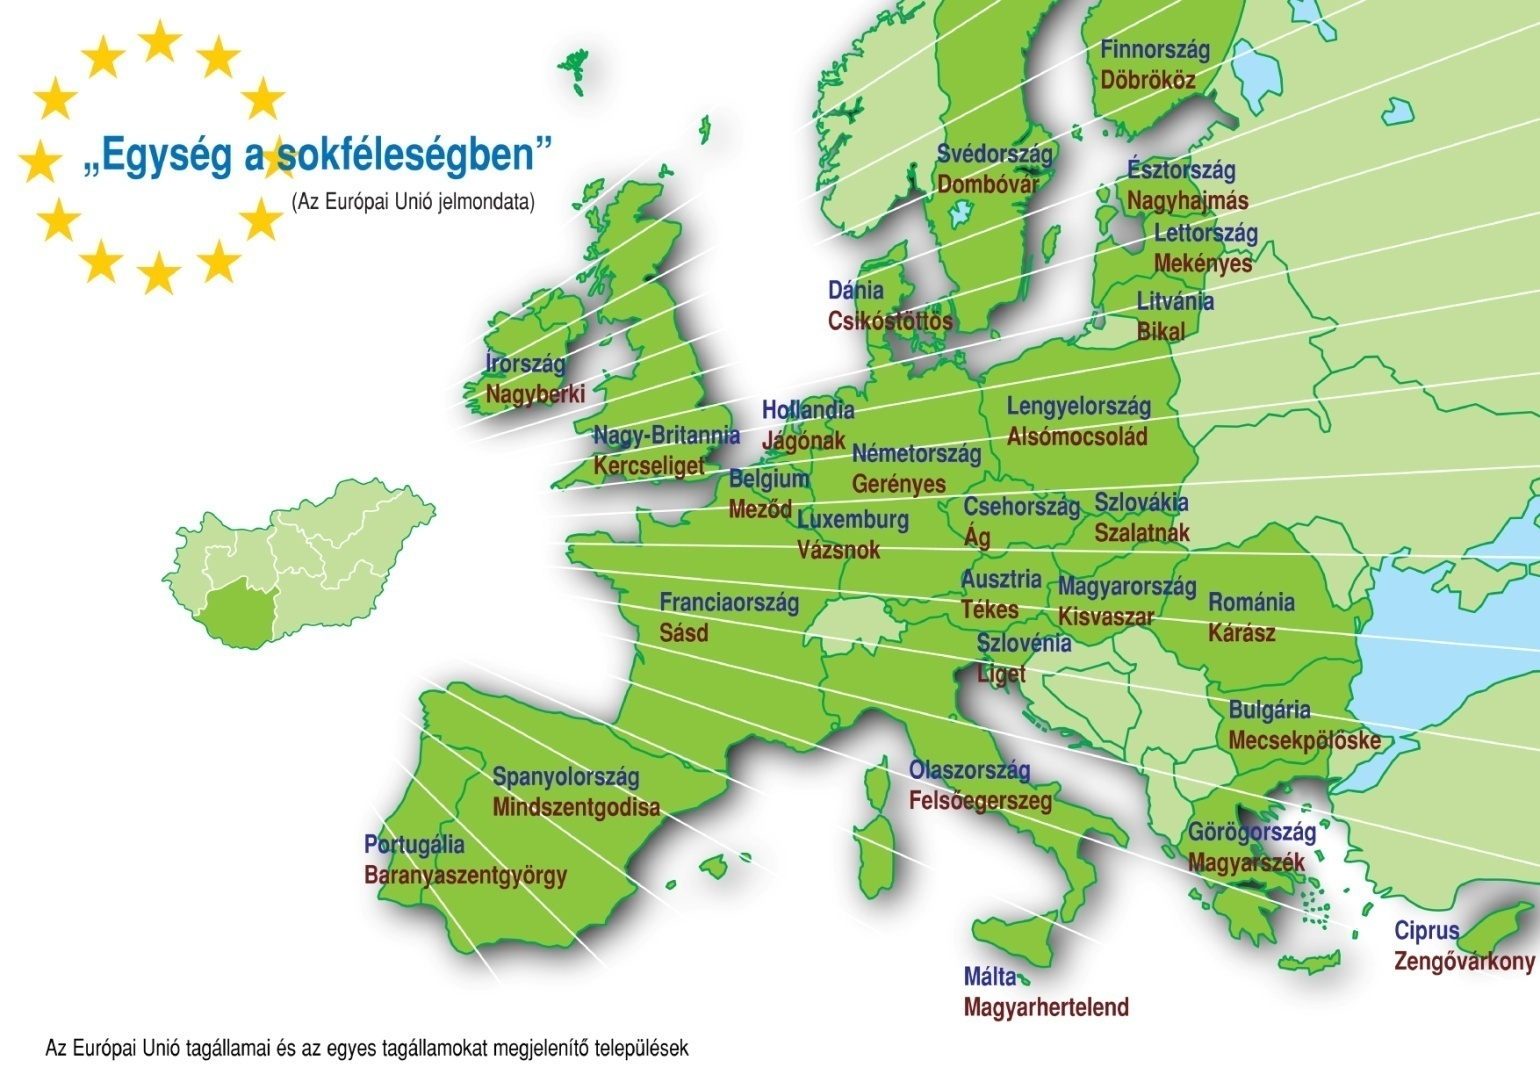 „Egység a sokféleségben”
(Az Európai Unió jelmondata)
Finnország
Döbrököz
Svédország
Dombóvár
Észtország
Nagyhajmás
Lettország
Mekényes
Dánia
Csikóstöttös
Litvánia
Bikal
Írország
Nagyberki
Hollandia
Jágónak
Lengyelország
Alsómocsolád
Nagy-Britannia
Kercseliget
Németország
Gerényes
Belgium
Meződ
Luxemburg
Vázsnok
Csehország
Ág
Szlovákia
Szalatnak
Ausztria
Tékes
Magyarország
Kisvaszar
Franciaország
Sásd
Románia
Kárász
Szlovénia
Liget
Bulgária
Mecsekpölöske
Spanyolország
Mindszentgodisa
Olaszország
Felsőegerszeg
Portugália
Baranyaszentgyörgy
Görögország
Magyarszék
Ciprus
Zengővárkony
Málta
Magyarhertelend
Az Európai Unió tagállamai és az egyes tagállamokat megjelenítő települések